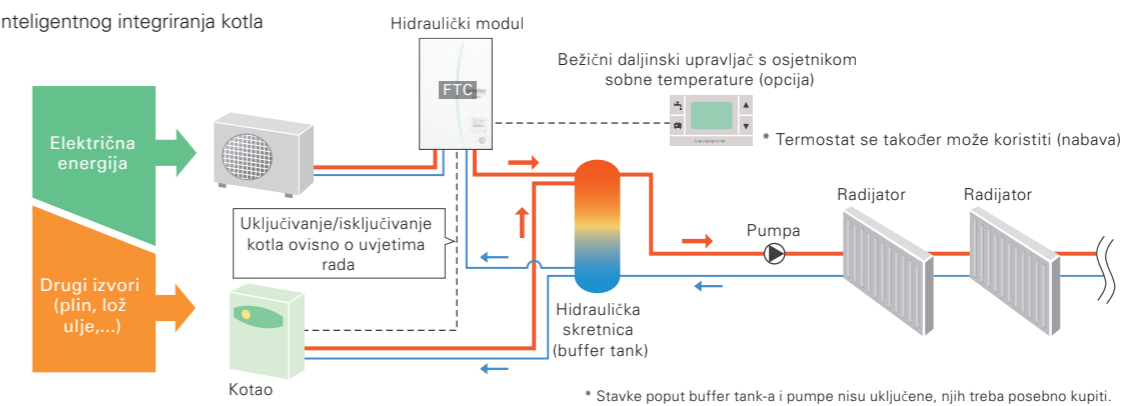 nteligentnog integriranja kotla
Hidraulički modul
FTC
Bežični daljinski upravljač s osjetnikom
sobne temperature (opcija)
* Termostat se također može koristiti (nabava)
Električna
energija
Uključivanje/isključivanje
kotla ovisno o uvjetima
rada
Pumpa
Radijator
Radijator
Drugi izvori
(plin, lož
ulje,...)
Hidraulička
skretnica
(buffer tank)
Kotao
* Stavke poput buffer tank-a i pumpe nisu uključene, njih treba posebno kupiti.